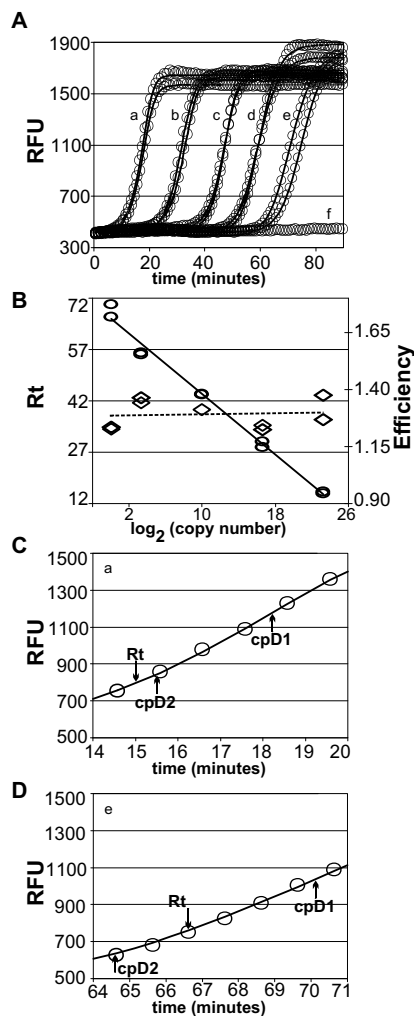 A
1900
1500
1100
700
300
RFU
a
b
c
d
e
f
0
20
40
60
80
time (minutes)
B
72
57
42
27
12
Rt
1.65
1.40
1.15
0.90
Efficiency
2
10
18
26
log2 (copy number)
C
a
1500
1300
1100
900
700
500
RFU
Rt
cpD2
cpD1
14
15
16
17
18
19
20
time (minutes)
D
e
1500
1300
1100
900
700
500
RFU
cpD2
Rt
cpD1
64
65
66
67
68
69
70
71
time (minutes)